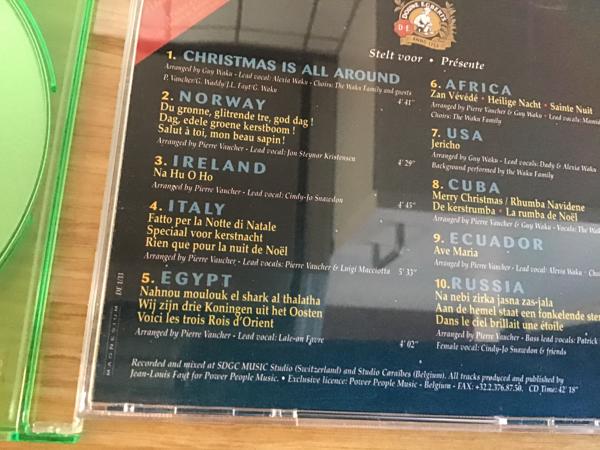 DOUWE EGBERTS
D.E
ANNO 1753
Stelt voor • Présente
1. CHRISTMAS IS ALL AROUND
Arranged by Guy Waku - Lead vocal: Alexia Waku - Choirs: The Waku Family and guests
P. Vaucher/G. Waddy/J.L. Fayt/G. Waku
4' 41"
2. NORWAY
Du grønne, glitrende tre, god dag !
Dag, edele groene kerstboom !
Salut à toi, mon beau sapin !
Arranged by Pierre Vaucher - Lead vocal: Jon Steynar Kristensen
4' 29"
3. IRELAND
Na Hu O Ho
Arranged by Pierre Vaucher - Lead vocal: Cindy-Jo Snawdon
4' 45"
4. ITALY
Fatto per la Notte di Natale
Speciaal voor kerstnacht
Rien que pour la nuit de Noël
Arranged by Pierre Vaucher - Lead vocals: Pierre Vaucher & Luigi Macciotta
5' 33"
5. EGYPT
Nahnou moulouk el shark al thalatha
Wij zijn drie Koningen uit het Oosten
Voici les trois Rois d'Orient
Arranged by Pierre Vaucher - Lead vocal: Lale-an Favre
4' 02"
6. AFRICA
Zan Vévédé • Heilige Nacht • Sainte Nuit
Arranged by Pierre Vaucher & Guy Waku - Lead vocal:
Choirs: The Waku Family
7. USA
Jericho
Arranged by Guy Waku - Lead vocals: Dady & Alexia Waku
Background performed by the Waku Family
8. CUBA
Merry Christmas / Rhumba Navidene
De kerstrumba • La rumba de Noël
Arranged by Pierre Vaucher & Guy Waku - Vocals: The
9. ECUADOR
Ave Maria
Arranged by Pierre Vaucher - Lead vocal: Alexia Waku
10. RUSSIA
Na nebi zirka jasna zas-jala
Aan de hemel staat een fonkelende
Dans le ciel brillait une étoile
Arranged by Pierre Vaucher - Bass lead vocals: Patrick
Female vocal: Cindy-Jo Snawdon & friends
Recorded and mixed at SDGC MUSIC Studio (Switzerland) and Studio Caraïbes (Belgium). All tracks produced and published by
Jean-Louis Fayt for Power People Music. • Exclusive licence: Power People Music - Belgium - FAX: +32.2.376.87.50. CD Time: 42' 18"
MAGNESIUM